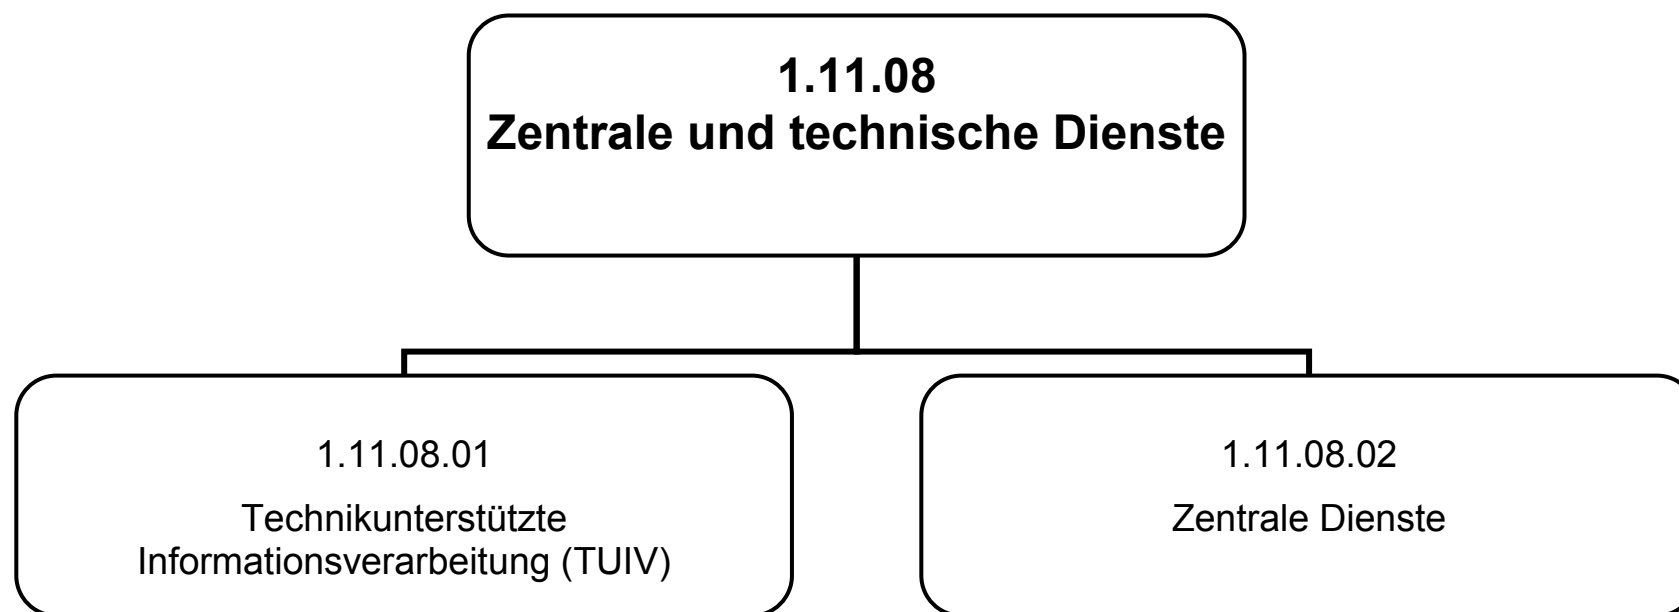 1.11.08
Zentrale und technische Dienste
1.11.08.01
Technikunterstützte
Informationsverarbeitung (TUIV)
1.11.08.02
Zentrale Dienste